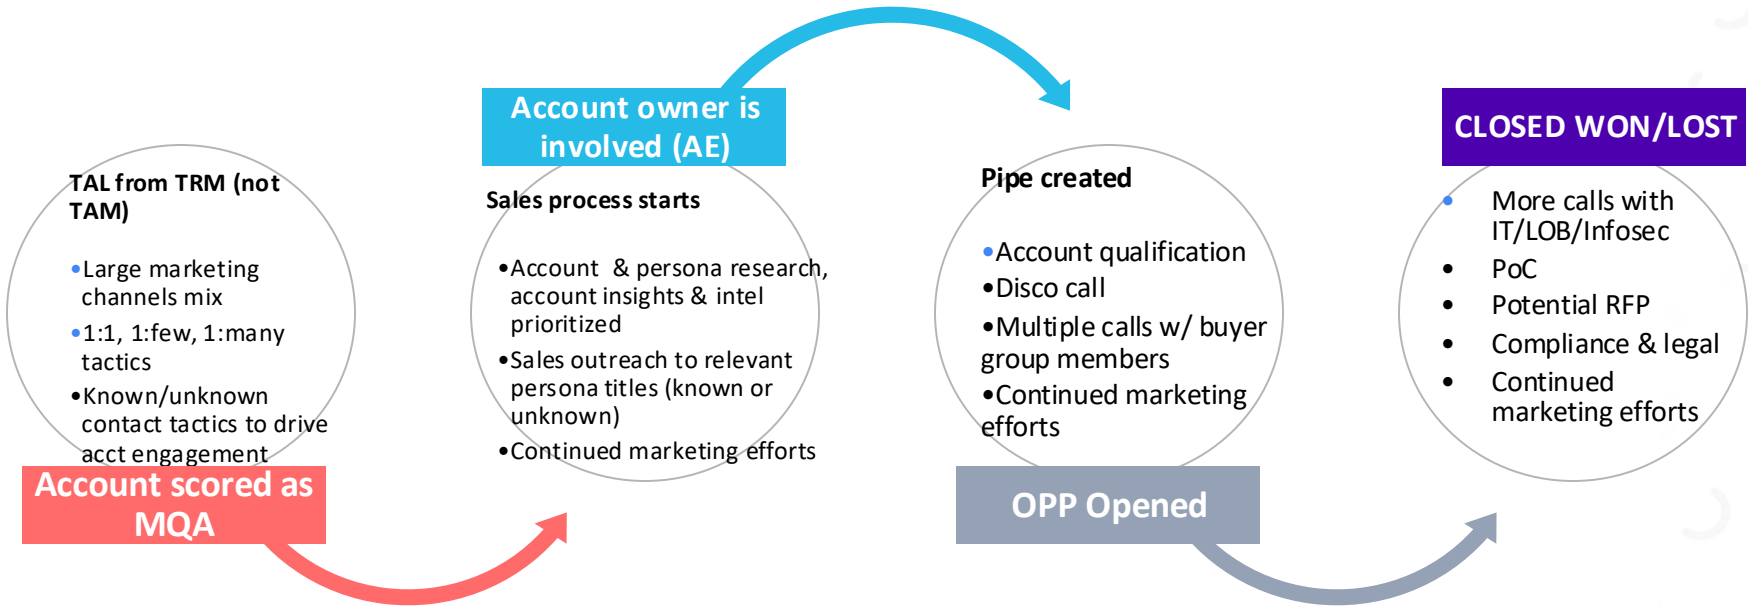 TAL from TRM (not
TAM)
•Large marketing
channels mix
•1:1, 1:few, 1:many
tactics
•Known/unknown
contact tactics to drive
acct engagement
Account scored as
MQA
Account owner is
involved (AE)
Sales process starts
•Account & persona research,
account insights & intel
prioritized
•Sales outreach to relevant
persona titles (known or
unknown)
•Continued marketing efforts
Pipe created
•Account qualification
•Disco call
•Multiple calls w/ buyer
group members
•Continued marketing
efforts
OPP Opened
CLOSED WON/LOST
• More calls with
IT/LOB/Infosec
• PoC
• Potential RFP
• Compliance & legal
• Continued
marketing efforts